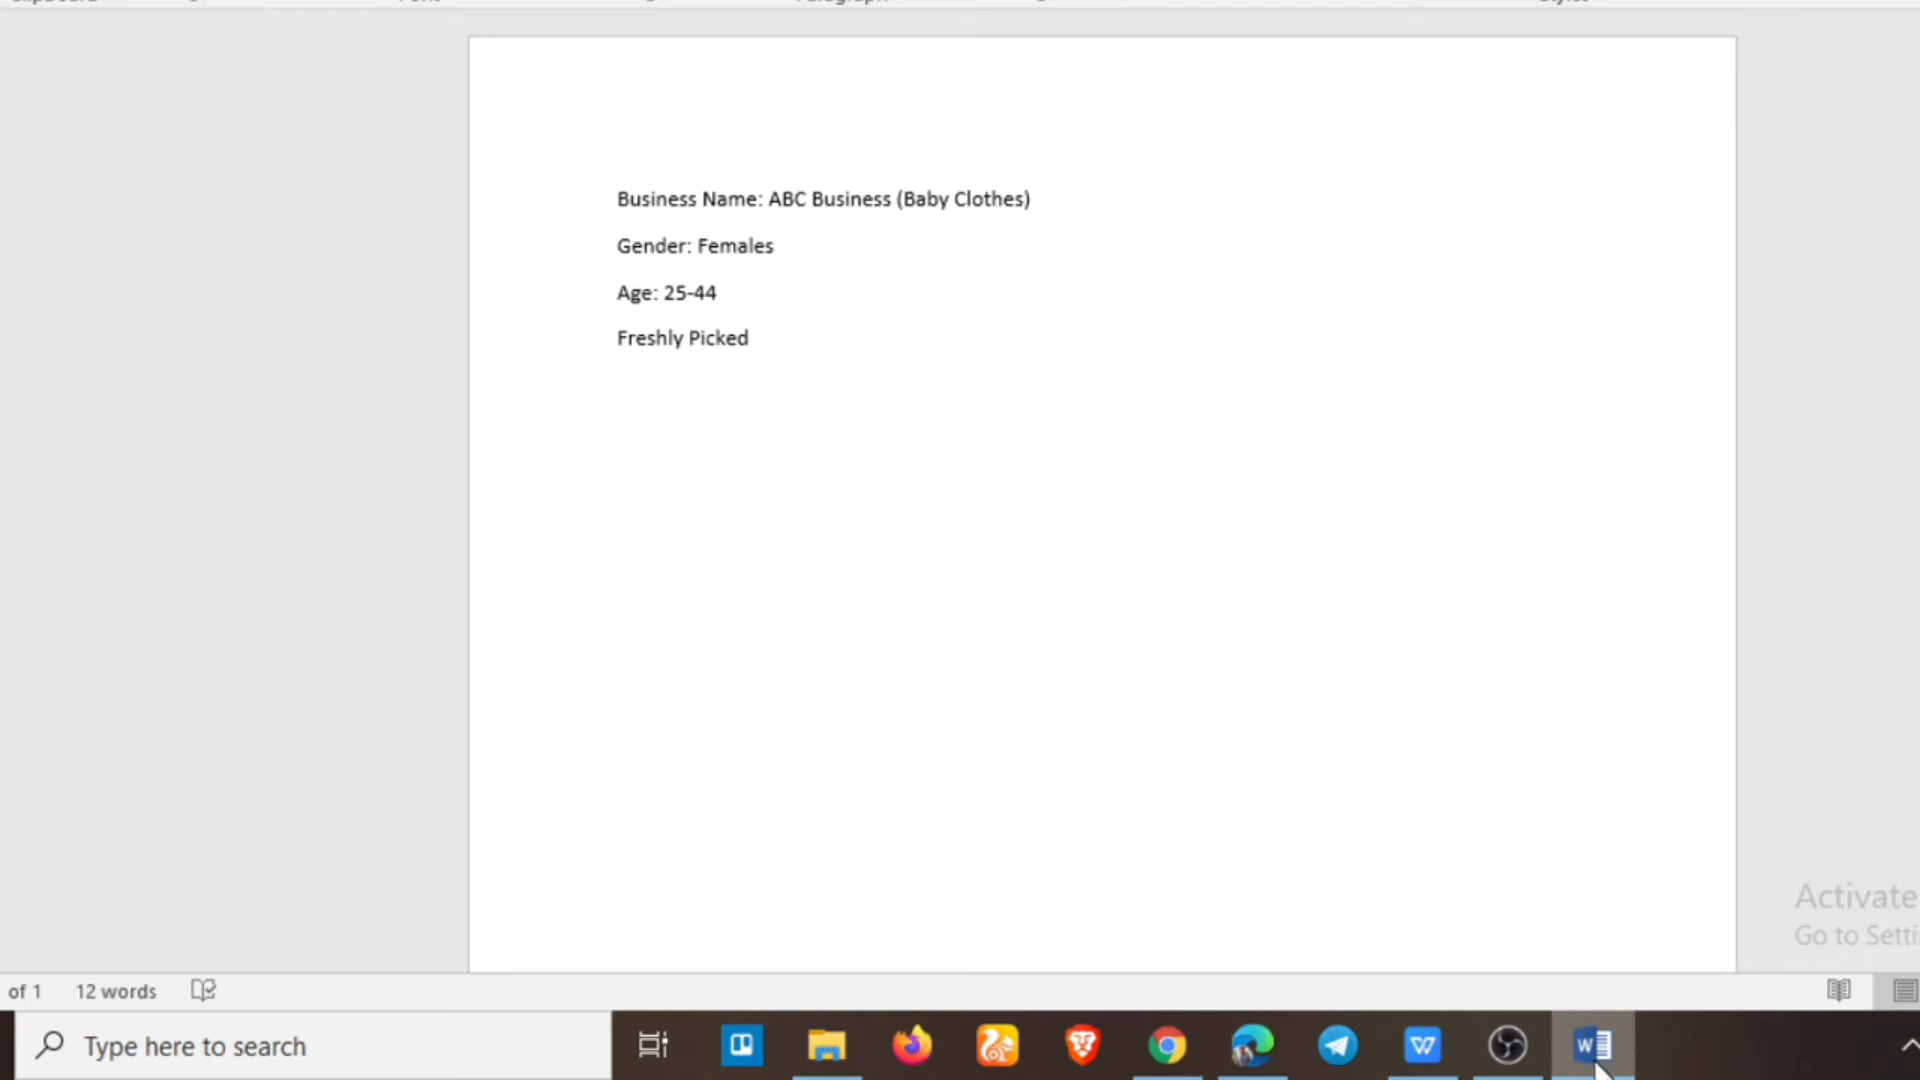 Business Name: ABC Business (Baby Clothes)
Gender: Females
Age: 25-44
Freshly Picked
Activate
Go to Setti
of 1 12 words
Type here to search